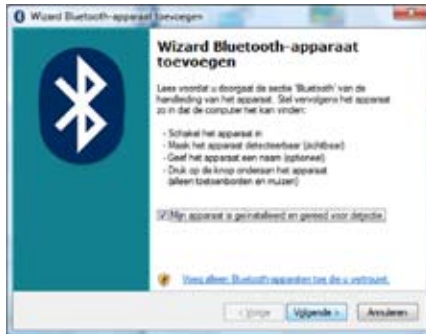 Wizard Bluetooth-apparaat toevoegen
Wizard Bluetooth-apparaat
toevoegen
Lees voordat u doorgaat de sectie 'Bluetooth' van de
handleiding van het apparaat. Stel vervolgens het apparaat
zo in dat de computer het kan vinden:
- Schakel het apparaat in
- Maak het apparaat detecteerbaar (zichtbaar)
- Geef het apparaat een naam (optioneel)
- Druk op de knop onderaan het apparaat
(alleen toetsenborden en muizen)
Mijn apparaat is geïnstalleerd en gereed voor detectie.
Voeg alleen Bluetooth-apparaten toe die u vertrouwt.
< Vorige Volgende > Annuleren